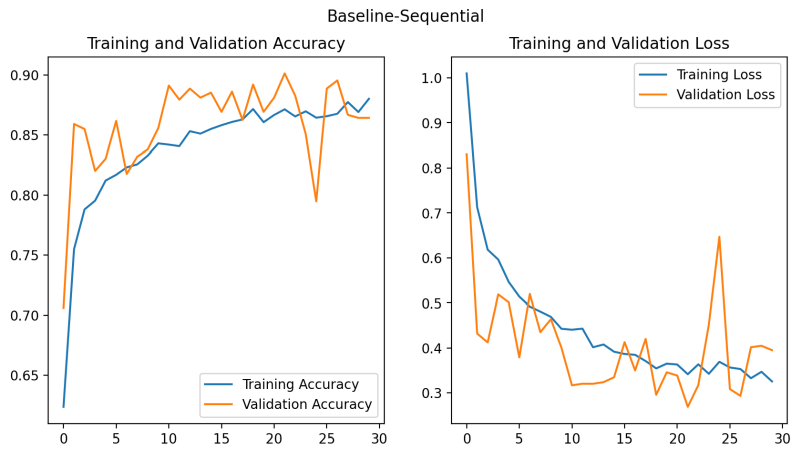 Baseline-Sequential
Training and Validation Accuracy
0.90
0.85
0.80
0.75
0.70
0.65
0 5 10 15 20 25 30
Training Accuracy
Validation Accuracy
Training and Validation Loss
1.0
0.9
0.8
0.7
0.6
0.5
0.4
0.3
0 5 10 15 20 25 30
Training Loss
Validation Loss